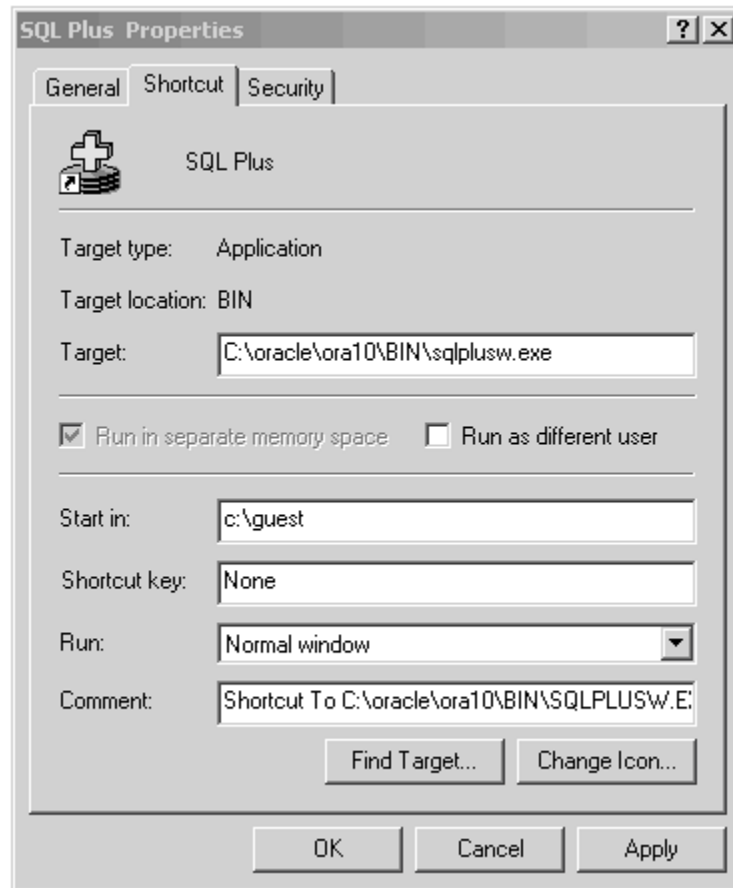 SQL Plus Properties
General Shortcut Security
SQL Plus
Target type: Application
Target location: BIN
Target: C:\oracle\ora10\BIN\sqlplusw.exe
Run in separate memory space Run as different user
Start in: c:\guest
Shortcut key: None
Run: Normal window
Comment: Shortcut To C:\oracle\ora10\BIN\SQLPLUSW.E
Find Target... Change Icon...
OK Cancel Apply